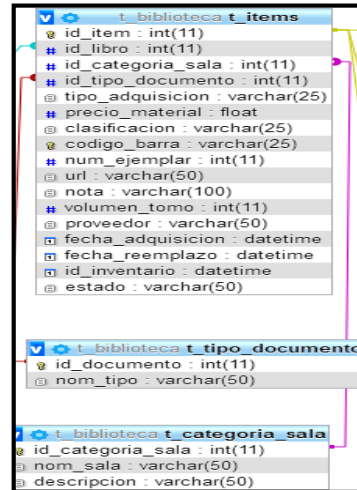 t_biblioteca t_items
id_item : int(11)
id_libro : int(11)
id_categoria_sala : int(11)
id_tipo_documento : int(11)
tipo_adquisicion : varchar(25)
precio_material : float
clasificacion : varchar(25)
codigo_barra : varchar(25)
num_ejemplar : int(11)
url : varchar(50)
nota : varchar(100)
volumen_tomo : int(11)
proveedor : varchar(50)
fecha_adquisicion : datetime
fecha_reemplazo : datetime
id_inventario : datetime
estado : varchar(50)
t_biblioteca t_tipo_documento
id_documento : int(11)
nom_tipo : varchar(50)
t_biblioteca t_categoria_sala
id_categoria_sala : int(11)
nom_sala : varchar(50)
descripcion : varchar(50)